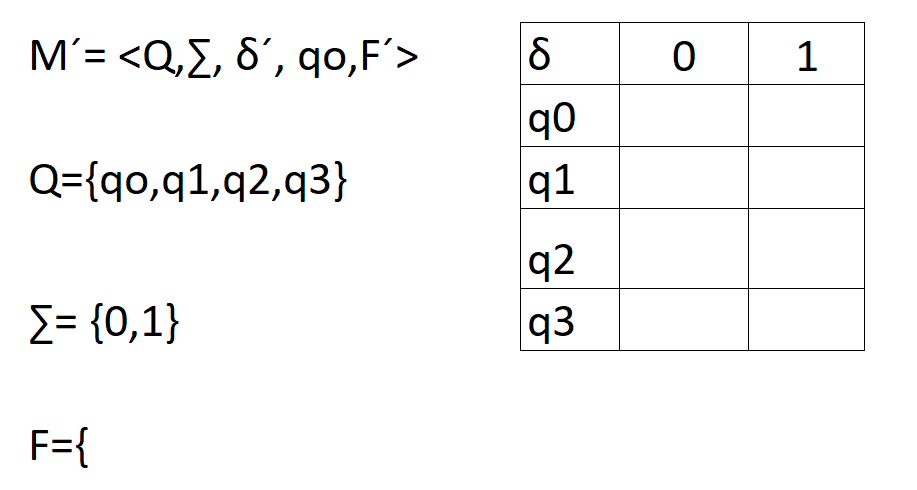 M´= <Q,∑, δ´, qo,F´>
Q={qo,q1,q2,q3}
∑= {0,1}
F={
δ 0 1
q0
q1
q2
q3